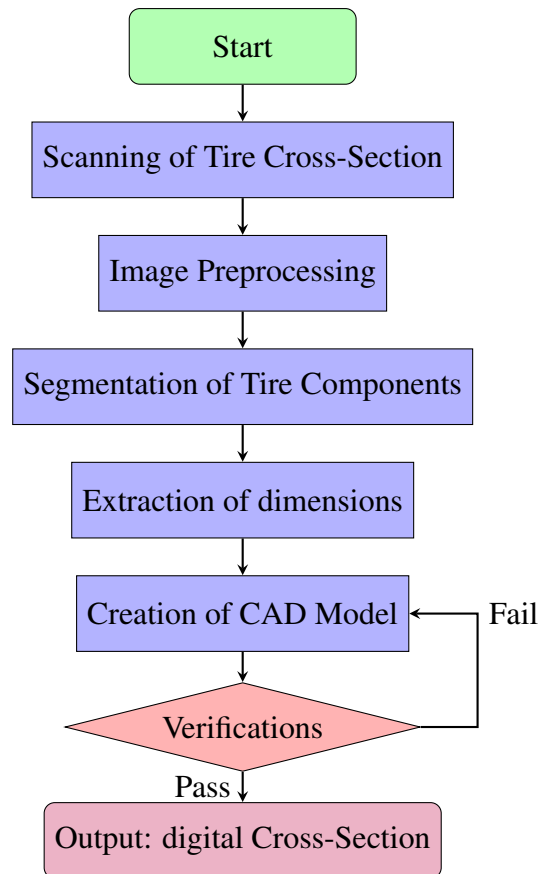 Start
Scanning of Tire Cross-Section
Image Preprocessing
Segmentation of Tire Components
Extraction of dimensions
Creation of CAD Model
Fail
Verifications
Pass
Output: digital Cross-Section